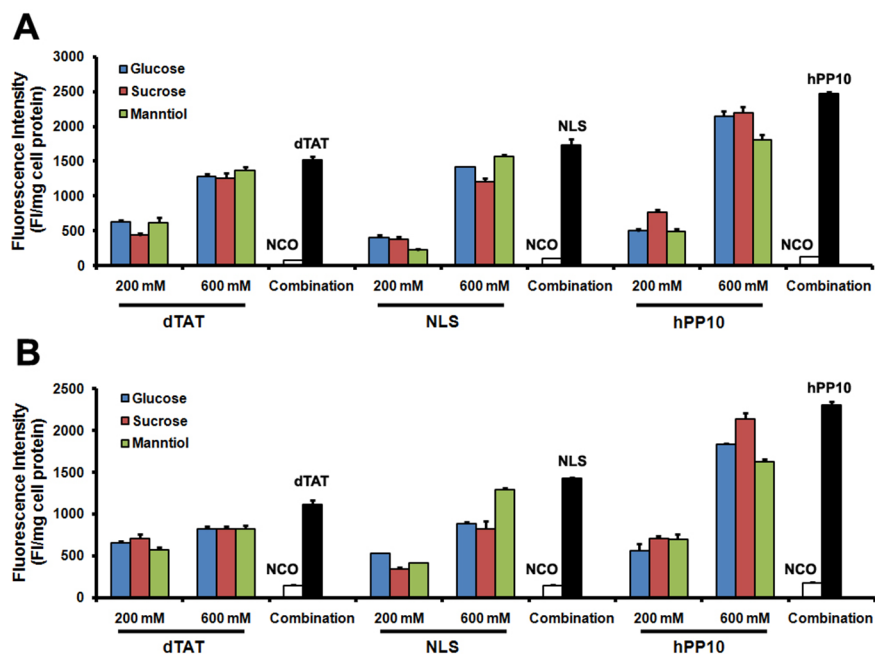 A
Fluorescence Intensity
(FI/mg cell protein)
3000
2500
2000
1500
1000
500
0
Glucose
Sucrose
Manntiol
dTAT
NLS
hPP10
NCO
NCO
NCO
200 mM 600 mM Combination 200 mM 600 mM Combination 200 mM 600 mM Combination
dTAT NLS hPP10
B
Fluorescence Intensity
(FI/mg cell protein)
2500
2000
1500
1000
500
0
Glucose
Sucrose
Manntiol
dTAT
NLS
hPP10
NCO
NCO
NCO
200 mM 600 mM Combination 200 mM 600 mM Combination 200 mM 600 mM Combination
dTAT NLS hPP10